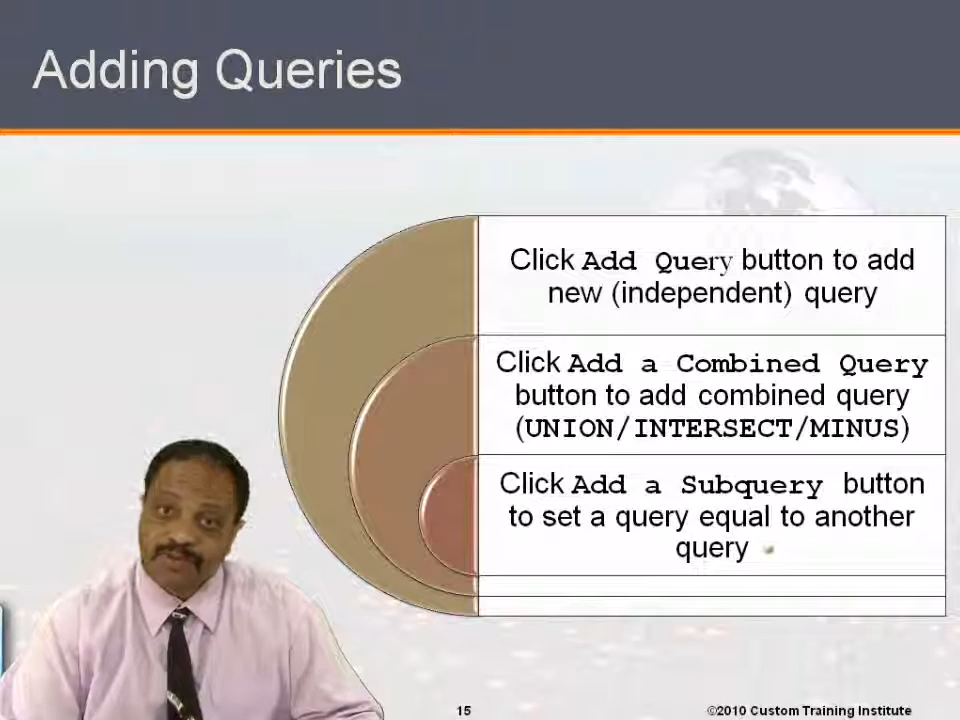 Adding Queries
Click Add Query button to add
new (independent) query
Click Add a Combined Query
button to add combined query
(UNION/INTERSECT/MINUS)
Click Add a Subquery button
to set a query equal to another
query
15
©2010 Custom Training Institute